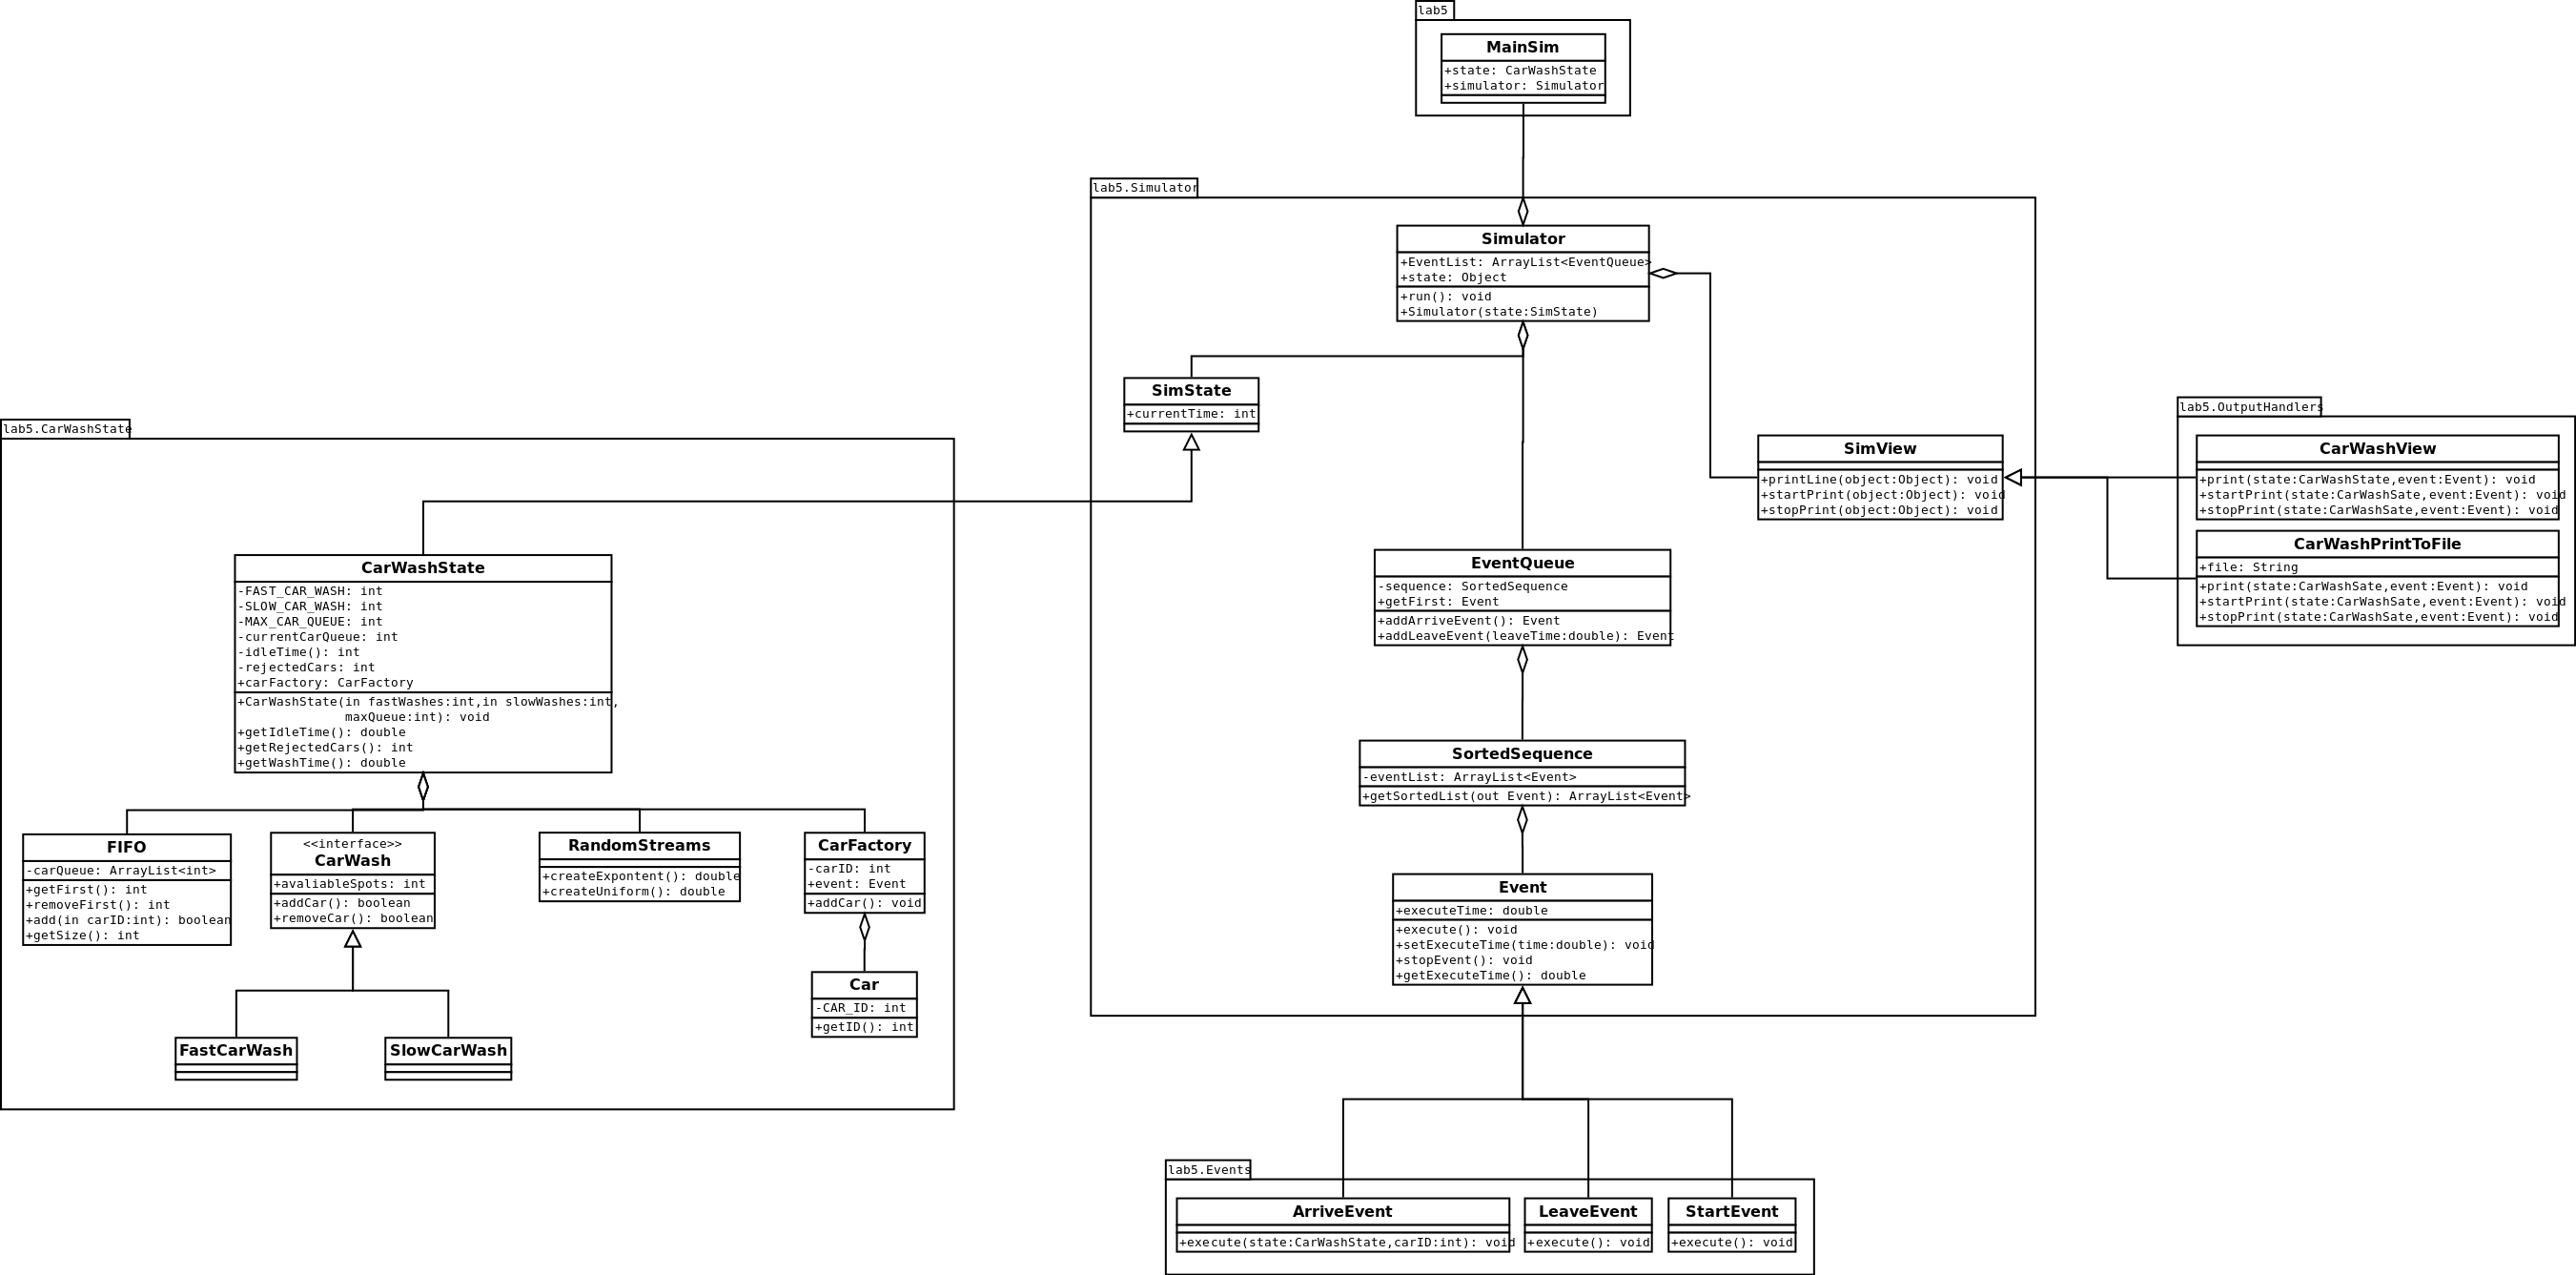 lab5
MainSim
+state: CarWashState
+simulator: Simulator
lab5.Simulator
Simulator
+EventList: ArrayList<EventQueue>
+state: Object
+run(): void
+Simulator(state:SimState)
SimState
+currentTime: int
SimView
+printLine(object:Object): void
+startPrint(object:Object): void
+stopPrint(object:Object): void
EventQueue
-sequence: SortedSequence
+getFirst: Event
+addArriveEvent(): Event
+addLeaveEvent(leaveTime:double): Event
SortedSequence
-eventList: ArrayList<Event>
+getSortedList(out Event): ArrayList<Event>
Event
+executeTime: double
+execute(): void
+setExecuteTime(time:double): void
+stopEvent(): void
+getExecuteTime(): double
lab5.OutputHandlers
CarWashView
+print(state:CarWashState,event:Event): void
+startPrint(state:CarWashSate,event:Event): void
+stopPrint(state:CarWashSate,event:Event): void
CarWashPrintToFile
+file: String
+print(state:CarWashSate,event:Event): void
+startPrint(state:CarWashSate,event:Event): void
+stopPrint(state:CarWashSate,event:Event): void
lab5.CarWashState
CarWashState
-FAST_CAR_WASH: int
-SLOW_CAR_WASH: int
-MAX_CAR_QUEUE: int
-currentCarQueue: int
-idleTime(): int
-rejectedCars: int
+carFactory: CarFactory
+CarWashState(in fastWashes:int,in slowWashes:int,
maxQueue:int): void
+getIdleTime(): double
+getRejectedCars(): int
+getWashTime(): double
FIFO
-carQueue: ArrayList<int>
+getFirst(): int
+removeFirst(): int
+add(in carID:int): boolean
+getSize(): int
<<interface>>
CarWash
+avaliableSpots: int
+addCar(): boolean
+removeCar(): boolean
RandomStreams
+createExpontent(): double
+createUniform(): double
CarFactory
-carID: int
+event: Event
+addCar(): void
Car
-CAR_ID: int
+getID(): int
FastCarWash
SlowCarWash
lab5.Events
ArriveEvent
+execute(state:CarWashState,carID:int): void
LeaveEvent
+execute(): void
StartEvent
+execute(): void